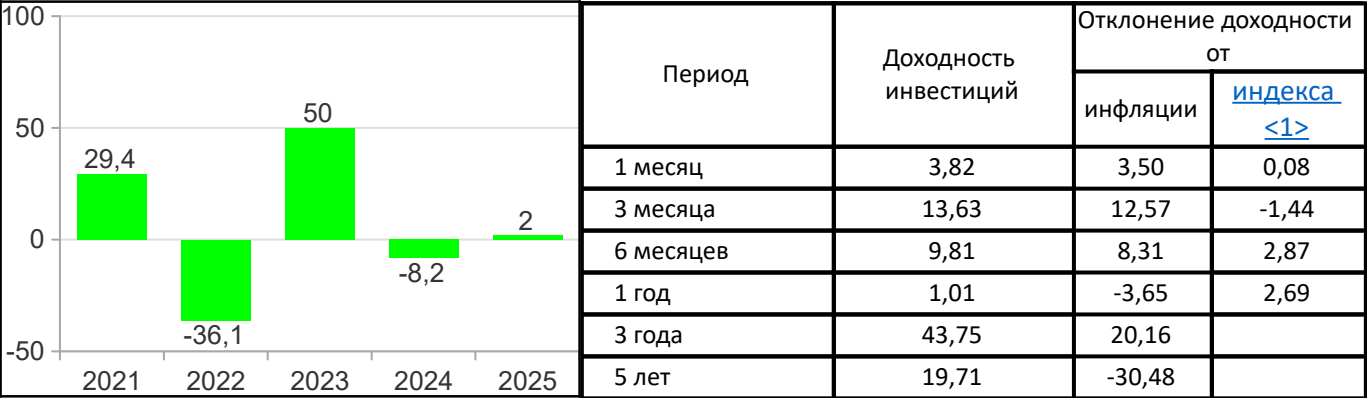 100
50
0
-50
29,4
-36,1
50
-8,2
2
2021 2022 2023 2024 2025
Период
Доходность
инвестиций
Отклонение доходности
от
инфляции
индекса
<1>
1 месяц 3,82 3,50 0,08
3 месяца 13,63 12,57 -1,44
6 месяцев 9,81 8,31 2,87
1 год 1,01 -3,65 2,69
3 года 43,75 20,16
5 лет 19,71 -30,48